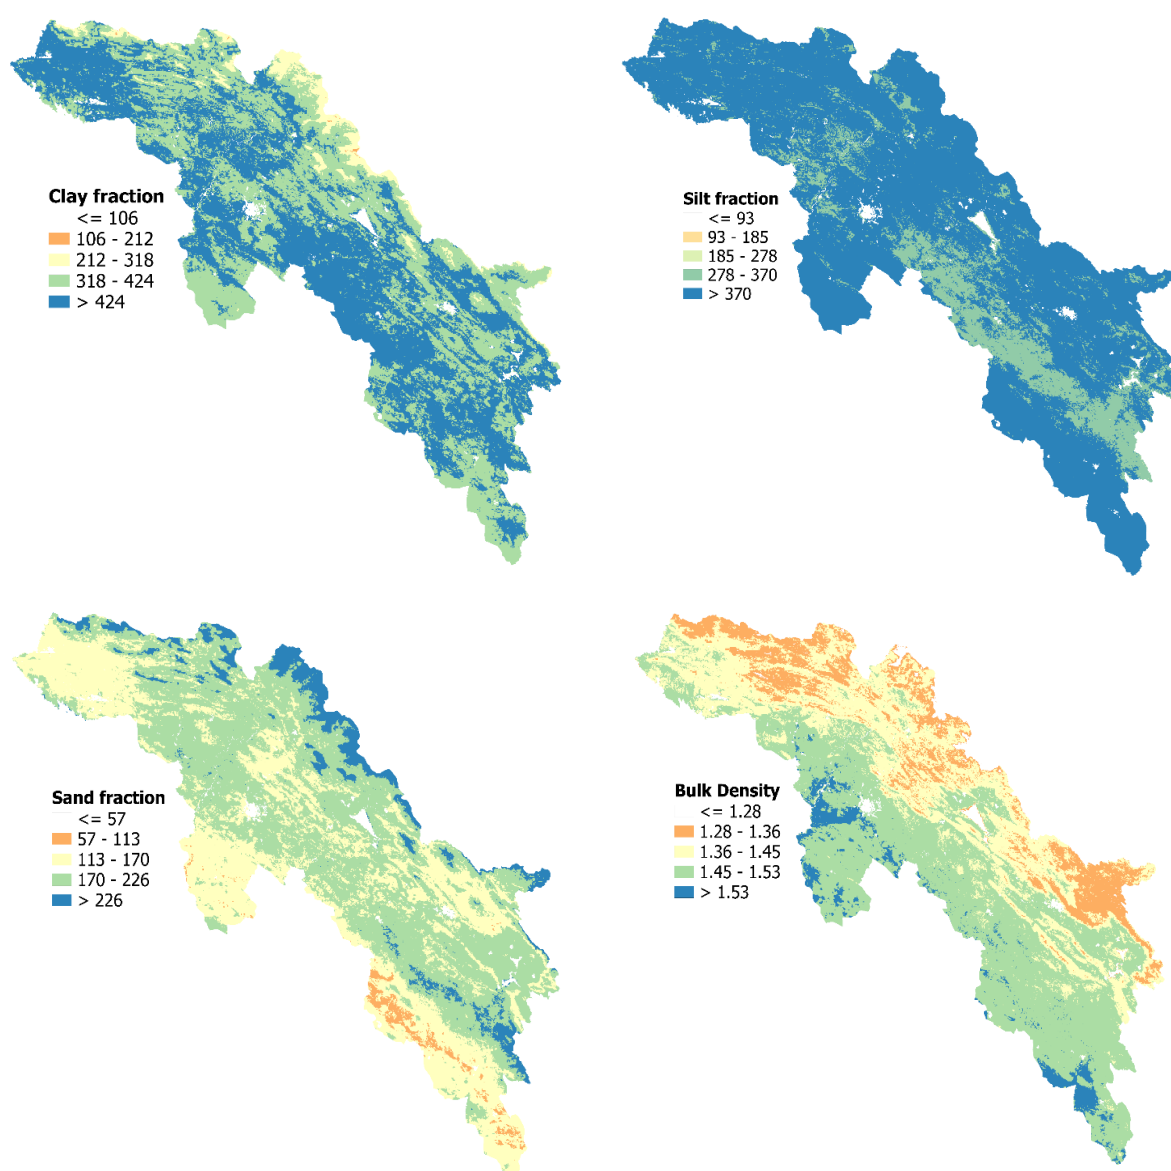 Clay fraction
<= 106
106 - 212
212 - 318
318 - 424
> 424
Silt fraction
<= 93
93 - 185
185 - 278
278 - 370
> 370
Sand fraction
<= 57
57 - 113
113 - 170
170 - 226
> 226
Bulk Density
<= 1.28
1.28 - 1.36
1.36 - 1.45
1.45 - 1.53
> 1.53